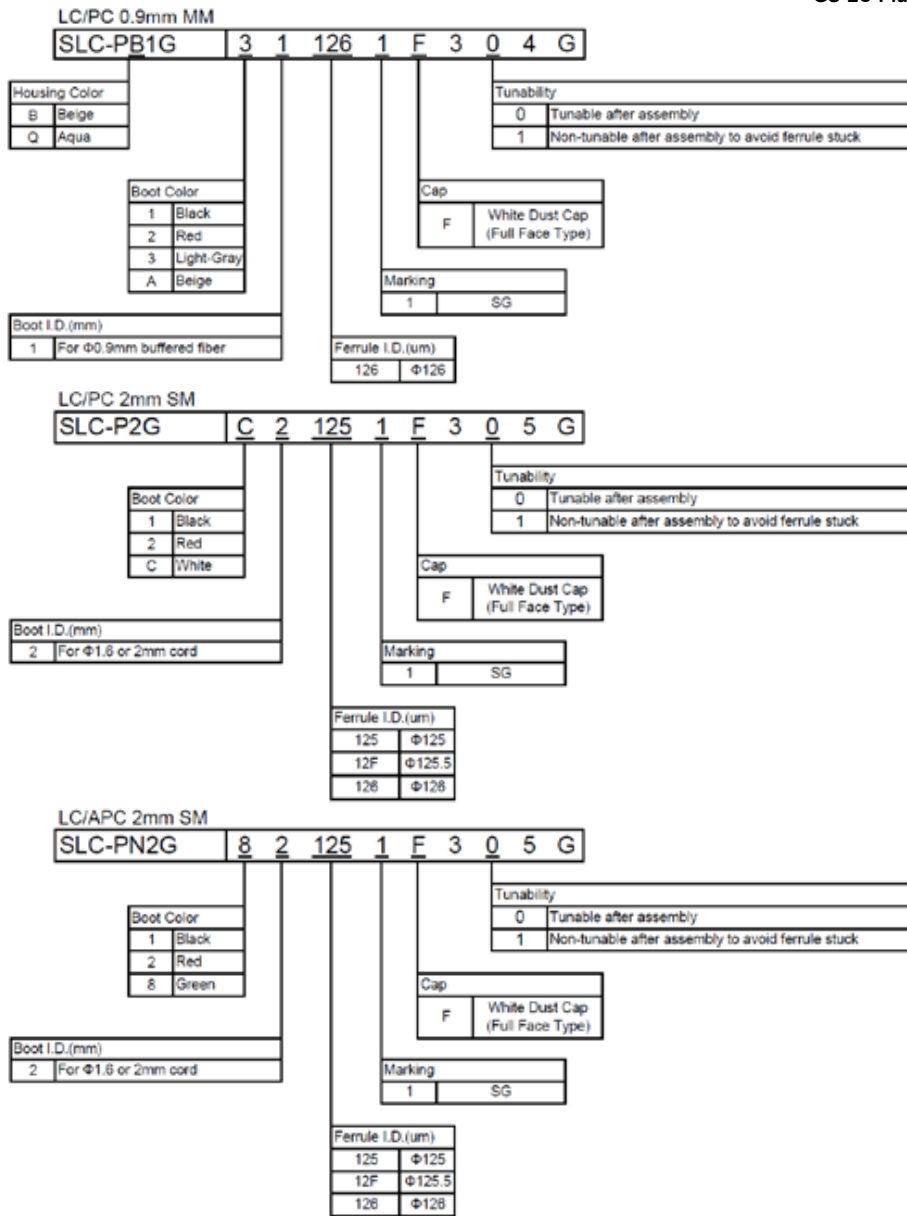 LC/PC 0.9mm MM
SLC-PB1G 3 1 126 1 F 3 0 4 G
Housing Color
B Beige
Q Aqua
Tunability
0 Tunable after assembly
1 Non-tunable after assembly to avoid ferrule stuck
Boot Color
1 Black
2 Red
3 Light-Gray
A Beige
Cap
F White Dust Cap
(Full Face Type)
Marking
1 SG
Boot I.D.(mm)
1 For Φ0.9mm buffered fiber
Ferrule I.D.(um)
126 Φ126
LC/PC 2mm SM
SLC-P2G C 2 125 1 F 3 0 5 G
Tunability
0 Tunable after assembly
1 Non-tunable after assembly to avoid ferrule stuck
Boot Color
1 Black
2 Red
C White
Cap
F White Dust Cap
(Full Face Type)
Boot I.D.(mm)
2 For Φ1.6 or 2mm cord
Marking
1 SG
Ferrule I.D.(um)
125 Φ125
12F Φ125.5
126 Φ126
LC/APC 2mm SM
SLC-PN2G 8 2 125 1 F 3 0 5 G
Tunability
0 Tunable after assembly
1 Non-tunable after assembly to avoid ferrule stuck
Boot Color
1 Black
2 Red
8 Green
Cap
F White Dust Cap
(Full Face Type)
Boot I.D.(mm)
2 For Φ1.6 or 2mm cord
Marking
1 SG
Ferrule I.D.(um)
125 Φ125
12F Φ125.5
126 Φ126